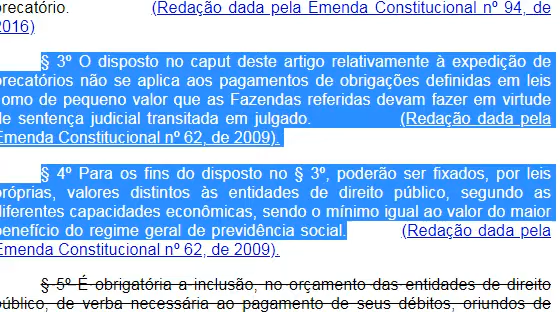 precatório. (Redação dada pela Emenda Constitucional nº 94, de
2016)
§ 3º O disposto no caput deste artigo relativamente à expedição de
precatórios não se aplica aos pagamentos de obrigações definidas em leis
como de pequeno valor que as Fazendas referidas devam fazer em virtude
de sentença judicial transitada em julgado. (Redação dada pela
Emenda Constitucional nº 62, de 2009).
§ 4º Para os fins do disposto no § 3º, poderão ser fixados, por leis
próprias, valores distintos às entidades de direito público, segundo as
diferentes capacidades econômicas, sendo o mínimo igual ao valor do maior
benefício do regime geral de previdência social. (Redação dada pela
Emenda Constitucional nº 62, de 2009).
§ 5º É obrigatória a inclusão, no orçamento das entidades de direito
público, de verba necessária ao pagamento de seus débitos, oriundos de